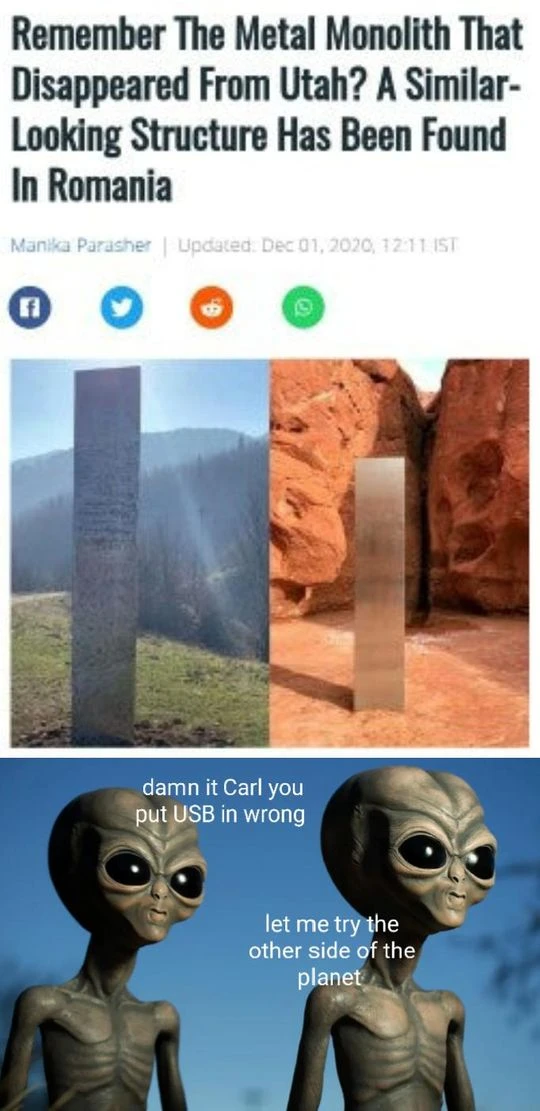 Remember The Metal Monolith That
Disappeared From Utah? A Similar-
Looking Structure Has Been Found
In Romania
Manika Parasher | Updated: Dec 01, 2020, 12:11 IST
damn it Carl you
put USB in wrong
let me try the
other side of the
planet